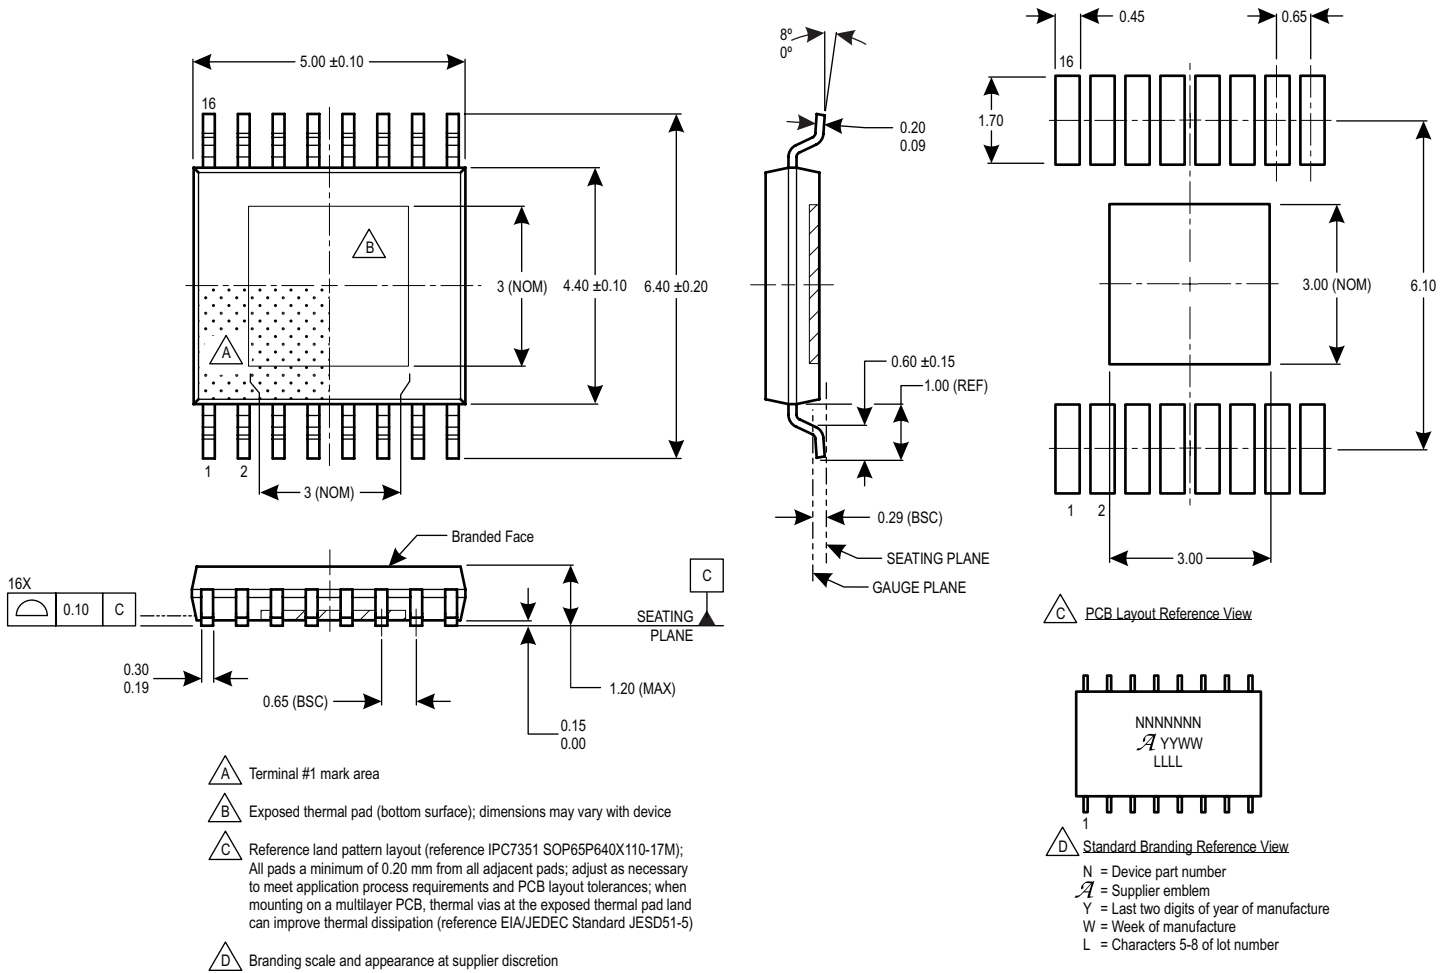 5.00 ±0.10
16
B
A
3 (NOM)
4.40 ±0.10
6.40 ±0.20
1
2
3 (NOM)
8º
0º
0.20
0.09
0.60 ±0.15
1.00 (REF)
0.29 (BSC)
SEATING PLANE
GAUGE PLANE
0.45
0.65
16
1.70
3.00 (NOM)
6.10
1
2
3.00
C PCB Layout Reference View
Branded Face
16X
0.10 C
C
SEATING
PLANE
0.30
0.19
0.65 (BSC)
1.20 (MAX)
0.15
0.00
A Terminal #1 mark area
B Exposed thermal pad (bottom surface); dimensions may vary with device
C Reference land pattern layout (reference IPC7351 SOP65P640X110-17M);
All pads a minimum of 0.20 mm from all adjacent pads; adjust as necessary
to meet application process requirements and PCB layout tolerances; when
mounting on a multilayer PCB, thermal vias at the exposed thermal pad land
can improve thermal dissipation (reference EIA/JEDEC Standard JESD51-5)
D Branding scale and appearance at supplier discretion
NNNNNNN
A YYWW
LLLL
1
D Standard Branding Reference View
N = Device part number
A = Supplier emblem
Y = Last two digits of year of manufacture
W = Week of manufacture
L = Characters 5-8 of lot number